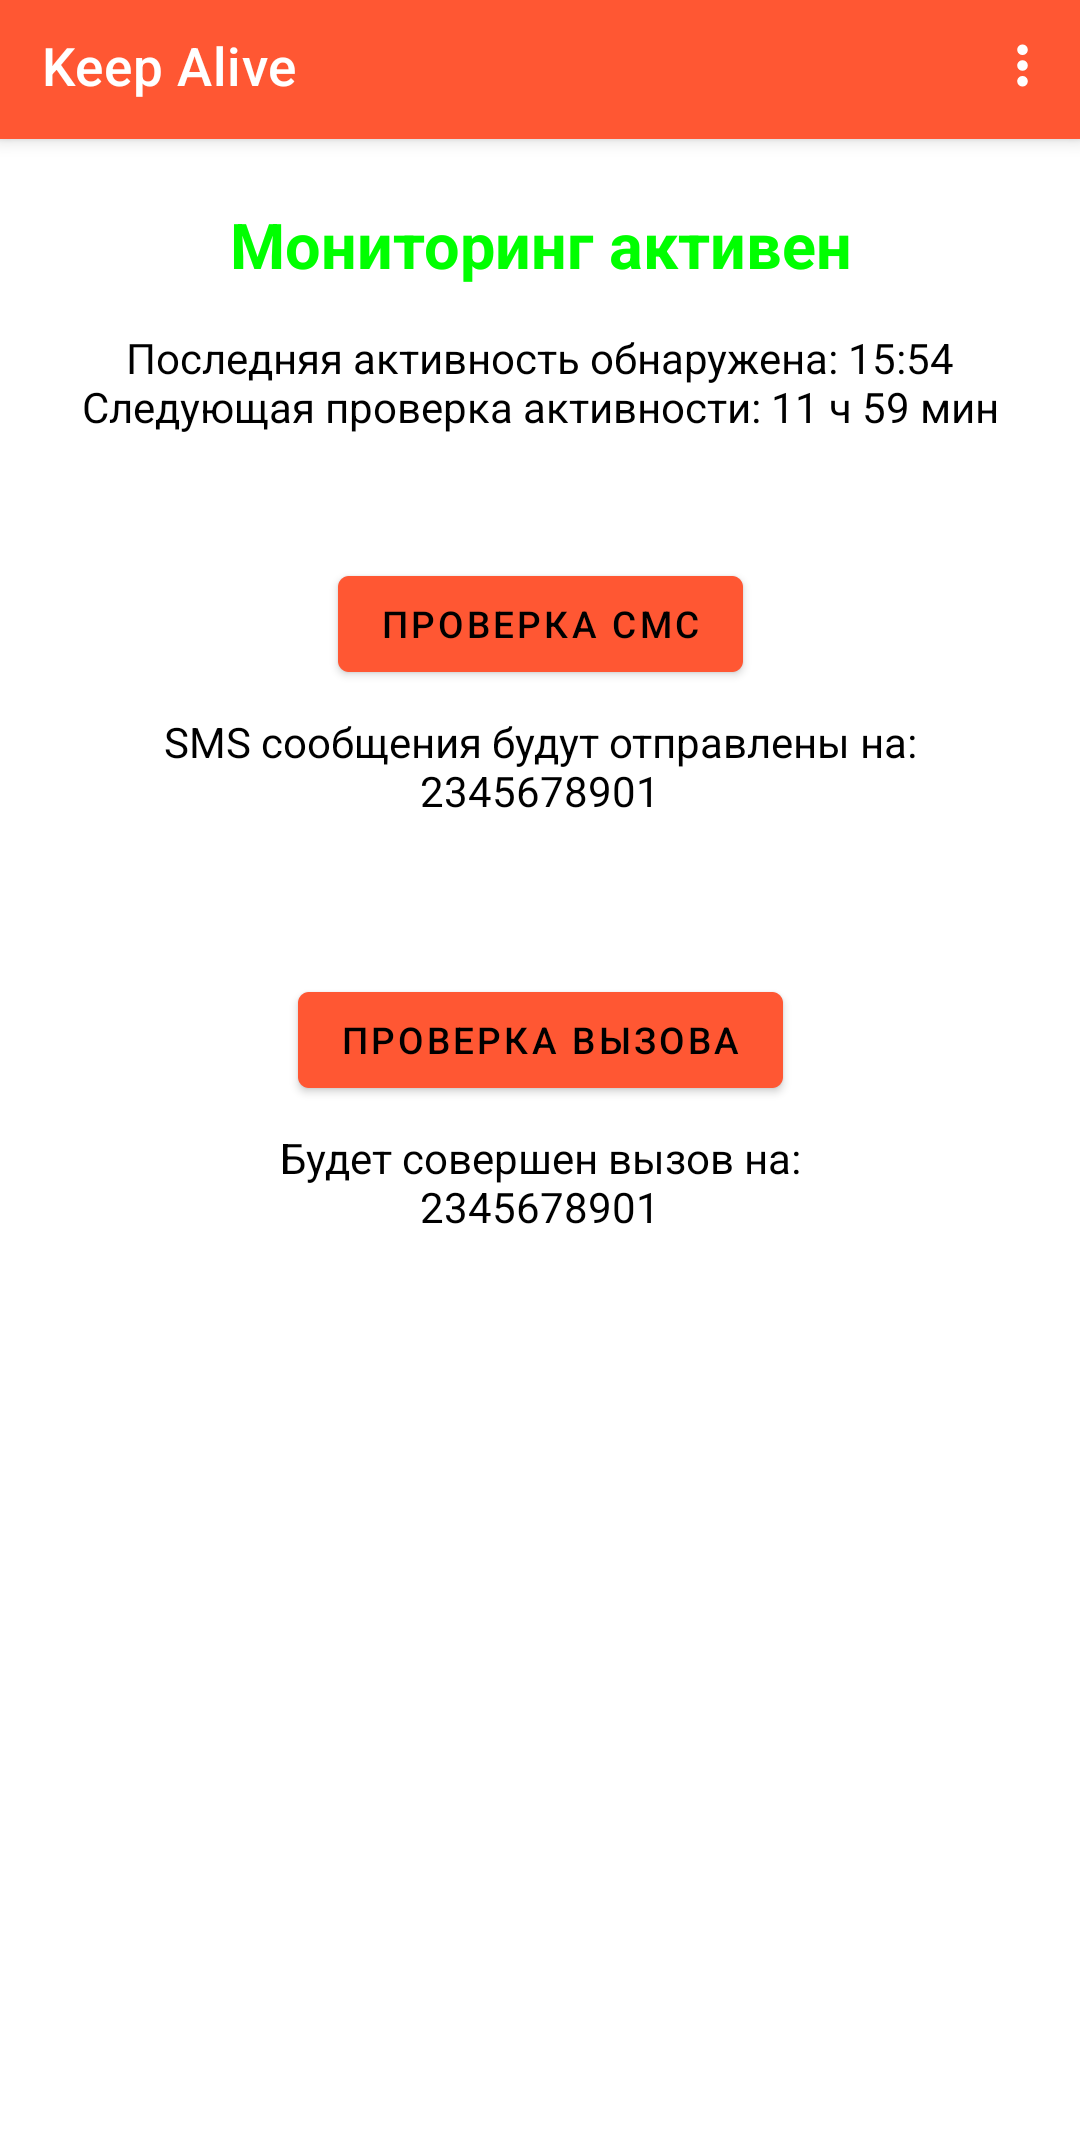 Keep Alive
Мониторинг активен
Последняя активность обнаружена: 15:54
Следующая проверка активности: 11 ч 59 мин
ПРОВЕРКА СМС
SMS сообщения будут отправлены на:
2345678901
ПРОВЕРКА ВЫЗОВА
Будет совершен вызов на:
2345678901